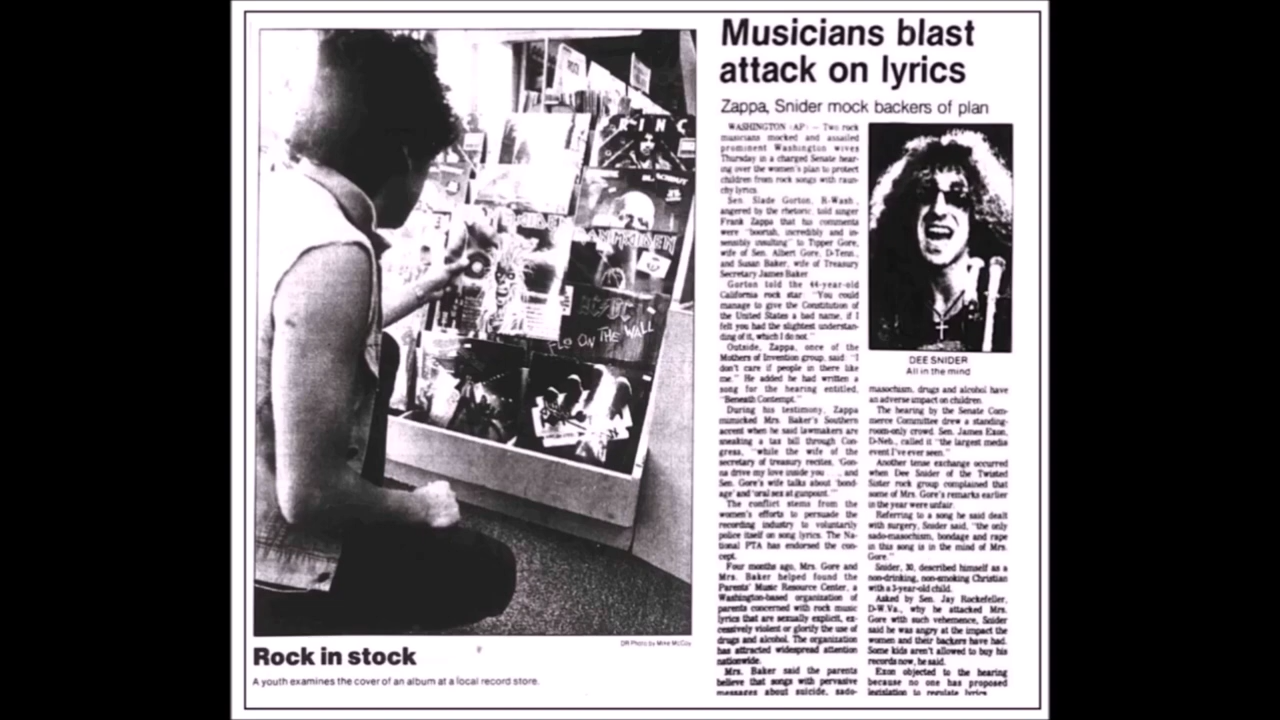 Musicians blast
attack on lyrics
Zappa, Snider mock backers of plan
WASHINGTON (AP) — Two rock
musicians mocked and assailed
prominent Washington wives
Thursday in a charged Senate hear-
ing over the women's plan to protect
children from rock songs with raun-
chy lyrics.
Sen. Slade Gorton, R-Wash.,
angered by the rhetoric, told singer
Frank Zappa that his comments
were "boorish, incredibly and in-
sensibly insulting" to Tipper Gore,
wife of Sen. Albert Gore, D-Tenn.,
and Susan Baker, wife of Treasury
Secretary James Baker
Gorton told the 44-year-old
California rock star "You could
manage to give the Constitution of
the United States a bad name, if I
felt you had the slightest understan-
ding of it, which I do not."
Outside, Zappa, once of the
Mothers of Invention group, said "I
don't care if people in there like
me." He added he had written a
song for the hearing entitled,
"Beneath Contempt."
During his testimony, Zappa
mimicked Mrs. Baker's Southern
accent when he said lawmakers are
sneaking a tax bill through Con-
gress, "while the wife of the
secretary of treasury recites, 'Gon-
na drive my love inside you . . . and
Sen. Gore's wife talks about 'bond-
age' and 'oral sex at gunpoint.'"
The conflict stems from the
women's efforts to persuade the
recording industry to voluntarily
police itself on song lyrics. The Na-
tional PTA has endorsed the con-
cept.
Four months ago, Mrs. Gore and
Mrs. Baker helped found the
Parents' Music Resource Center, a
Washington-based organization of
parents concerned with rock music
lyrics that are sexually explicit, ex-
cessively violent or glorify the use of
drugs and alcohol. The organization
has attracted widespread attention
nationwide.
Mrs. Baker said the parents
believe that songs with pervasive
messages about suicide, sado-
DEE SNIDER
All in the mind
masochism, drugs and alcohol have
an adverse impact on children.
The hearing by the Senate Com-
merce Committee drew a standing-
room-only crowd. Sen. James Exon,
D-Neb., called it "the largest media
event I've ever seen."
Another tense exchange occurred
when Dee Snider of the Twisted
Sister rock group complained that
some of Mrs. Gore's remarks earlier
in the year were unfair.
Referring to a song he said dealt
with surgery, Snider said, "the only
sado-masochism, bondage and rape
in this song is in the mind of Mrs.
Gore."
Snider, 30, described himself as a
non-drinking, non-smoking Christian
with a 3-year-old child.
Asked by Sen. Jay Rockefeller,
D-W.Va., why he attacked Mrs.
Gore with such vehemence, Snider
said he was angry at the impact the
women and their backers have had.
Some kids aren't allowed to buy his
records now, he said.
Exon objected to the hearing
because no one has proposed
legislation to regulate lyrics.
IRON MAIDEN
AC/DC
FLY ON THE WALL
DR Photo by Mike McCoy
Rock in stock
A youth examines the cover of an album at a local record store.